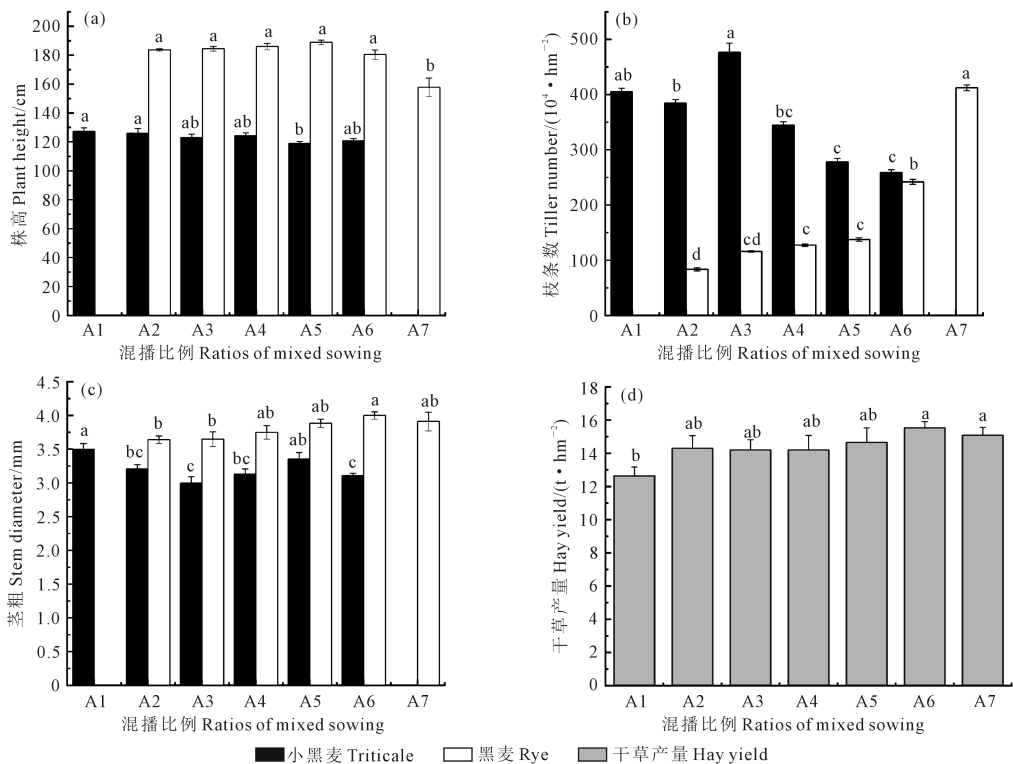 (a)
株高 Plant height/cm
200
180
160
140
120
100
80
60
40
20
0
a a a a a b
a a ab ab b ab
A1 A2 A3 A4 A5 A6 A7
混播比例 Ratios of mixed sowing
(b)
枝条数 Tiller number/(10⁴·hm⁻²)
500
400
300
200
100
0
ab b a bc c c b a
d cd c c
A1 A2 A3 A4 A5 A6 A7
混播比例 Ratios of mixed sowing
(c)
茎粗 Stem diameter/mm
4.5
4.0
3.5
3.0
2.5
2.0
1.5
1.0
0.5
0
a b b ab ab a ab
bc c bc ab c
A1 A2 A3 A4 A5 A6 A7
混播比例 Ratios of mixed sowing
(d)
干草产量 Hay yield/(t·hm⁻²)
18
16
14
12
10
8
6
4
2
0
b ab ab ab ab a a
A1 A2 A3 A4 A5 A6 A7
混播比例 Ratios of mixed sowing
小黑麦 Triticale 黑麦 Rye 干草产量 Hay yield